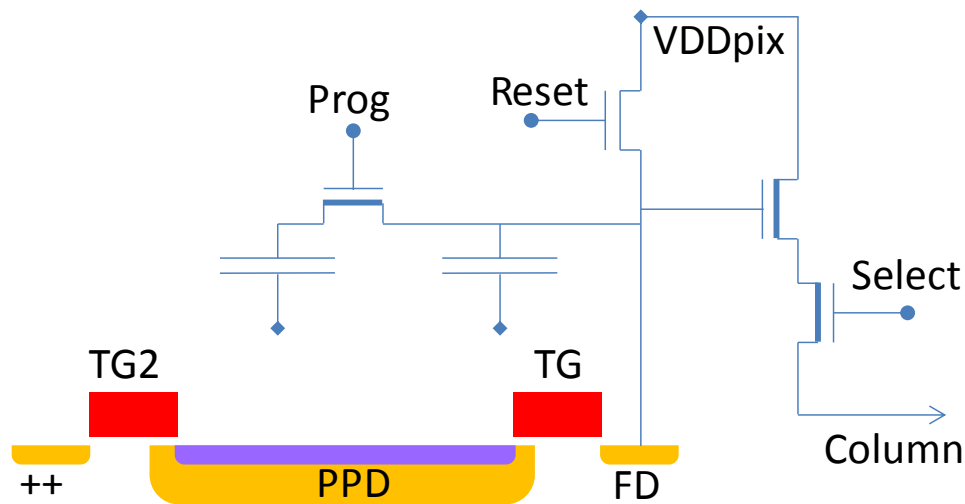 VDDpix
Reset
Prog
Select
TG2
TG
Column
++
PPD
FD